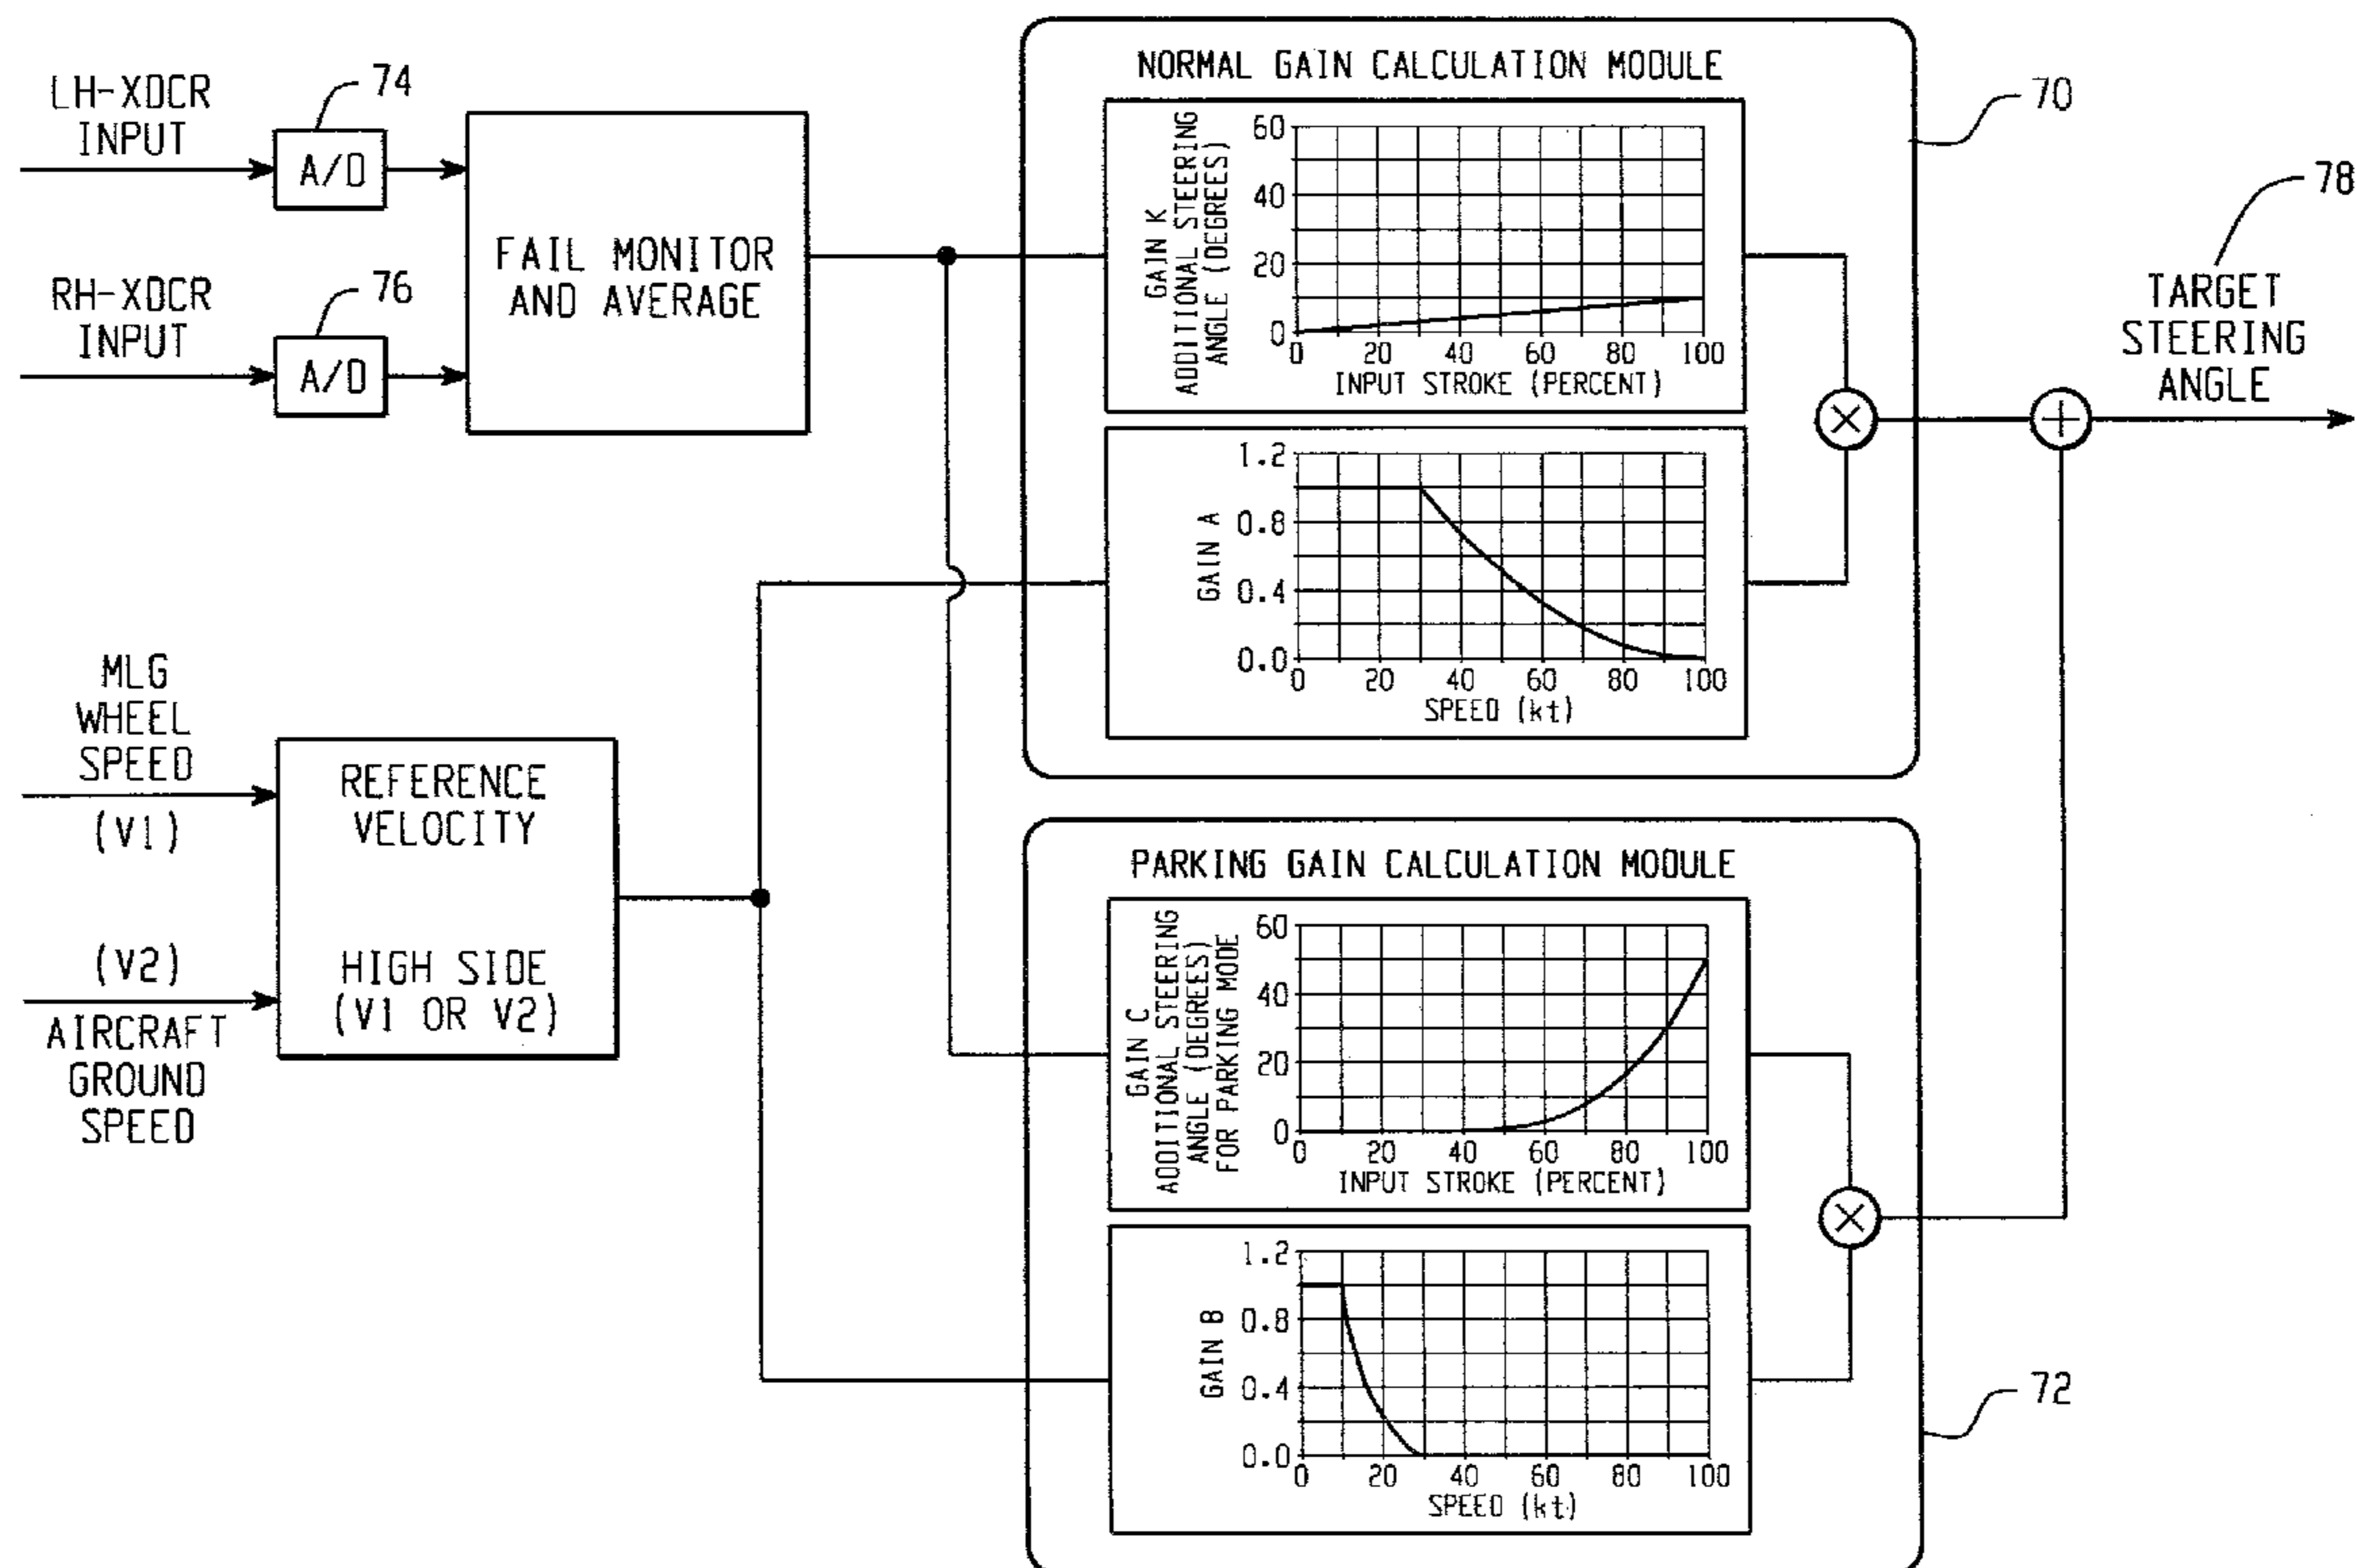 LH-XDCR
INPUT
74
A/D
RH-XDCR
INPUT
76
A/D
FAIL MONITOR
AND AVERAGE
MLG
WHEEL
SPEED
(V1)
(V2)
AIRCRAFT
GROUND
SPEED
REFERENCE
VELOCITY
HIGH SIDE
(V1 OR V2)
NORMAL GAIN CALCULATION MODULE
GAIN K
ADDITIONAL STEERING
ANGLE (DEGREES)
60
40
20
0
0 20 40 60 80 100
INPUT STROKE (PERCENT)
GAIN A
1.2
0.8
0.4
0.0
0 20 40 60 80 100
SPEED (kt)
70
PARKING GAIN CALCULATION MODULE
GAIN C
ADDITIONAL STEERING
ANGLE (DEGREES)
FOR PARKING MODE
60
40
20
0
0 20 40 60 80 100
INPUT STROKE (PERCENT)
GAIN B
1.2
0.8
0.4
0.0
0 20 40 60 80 100
SPEED (kt)
72
78
TARGET
STEERING
ANGLE